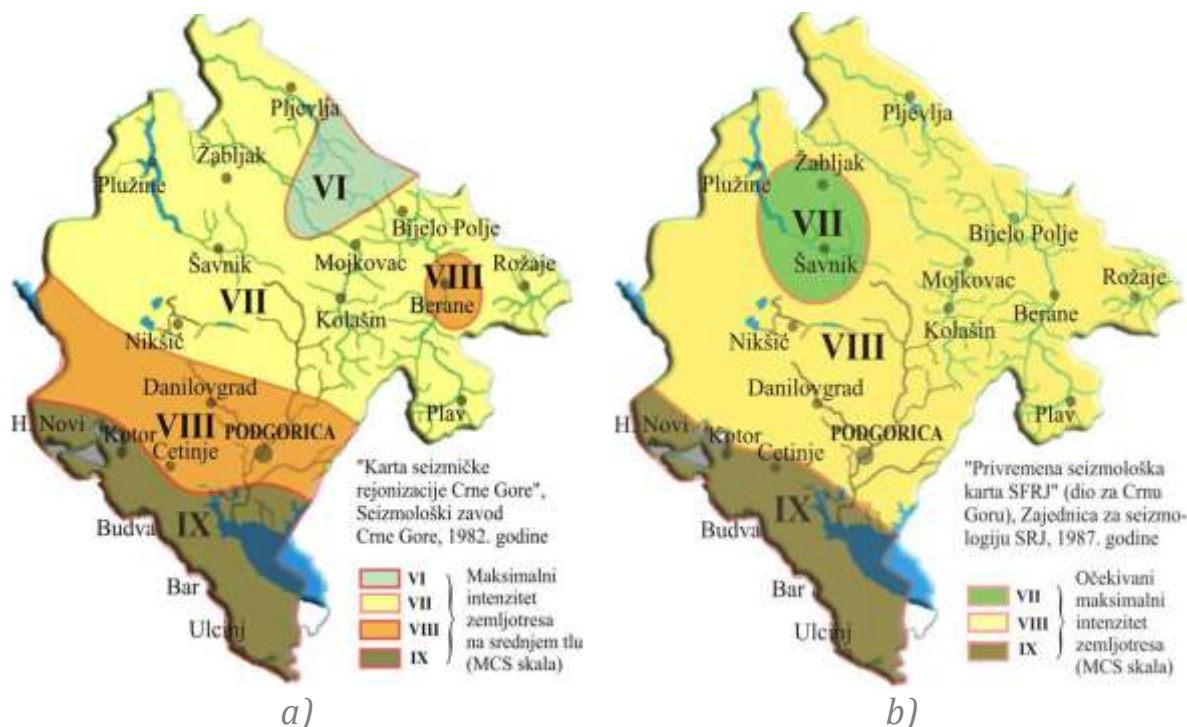 Pljevlja
Žabljak
Plužine
VI
Bijelo Polje
Šavnik
Mojkovac
VIII
Rožaje
VII
Berane
Kolašin
Nikšić
Danilovgrad
VIII
Plav
H. Novi
Kotor
PODGORICA
Cetinje
IX
Budva
Bar
Ulcinj
"Karta seizmičke
rejonizacije Crne Gore",
Seizmološki zavod
Crne Gore, 1982. godine
VI
VII
VIII
IX
Maksimalni
intenzitet
zemljotresa
na srednjem tlu
(MCS skala)
a)
Pljevlja
Žabljak
Plužine
VII
Bijelo Polje
Šavnik
Mojkovac
Rožaje
Berane
Kolašin
Nikšić
VIII
Danilovgrad
Plav
H. Novi
Kotor
PODGORICA
Cetinje
IX
Budva
Bar
Ulcinj
"Privremena seizmološka
karta SFRJ" (dio za Crnu
Goru), Zajednica za seizmo-
logiju SRJ, 1987. godine
VII
VIII
IX
Očekivani
maksimalni
intenzitet
zemljotresa
(MCS skala)
b)